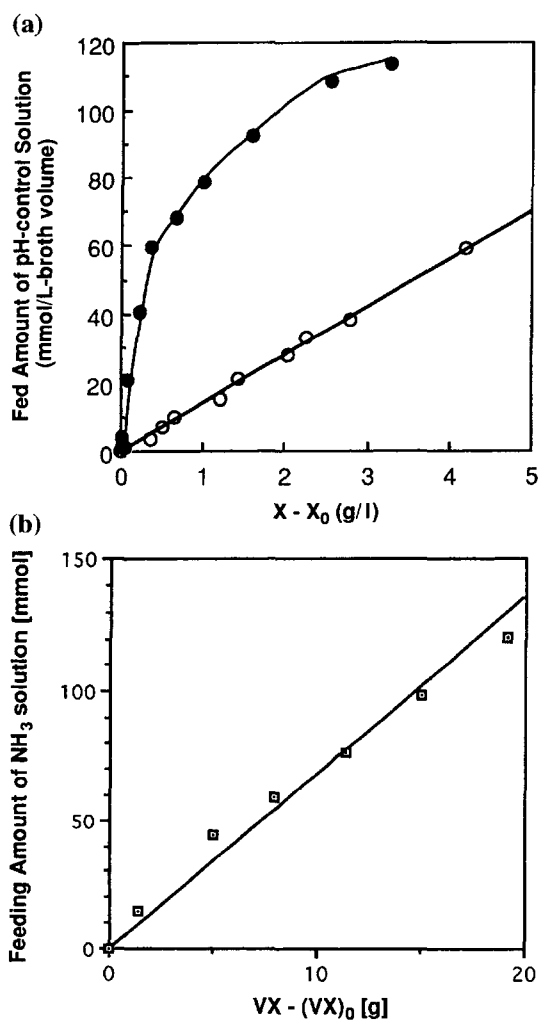 (a)
Fed Amount of pH-control Solution
(mmol/L-broth volume)
120
100
80
60
40
20
0
0 1 2 3 4 5
X - X₀ (g/l)
(b)
Feeding Amount of NH₃ solution [mmol]
150
100
50
0
0 10 20
VX - (VX)₀ [g]